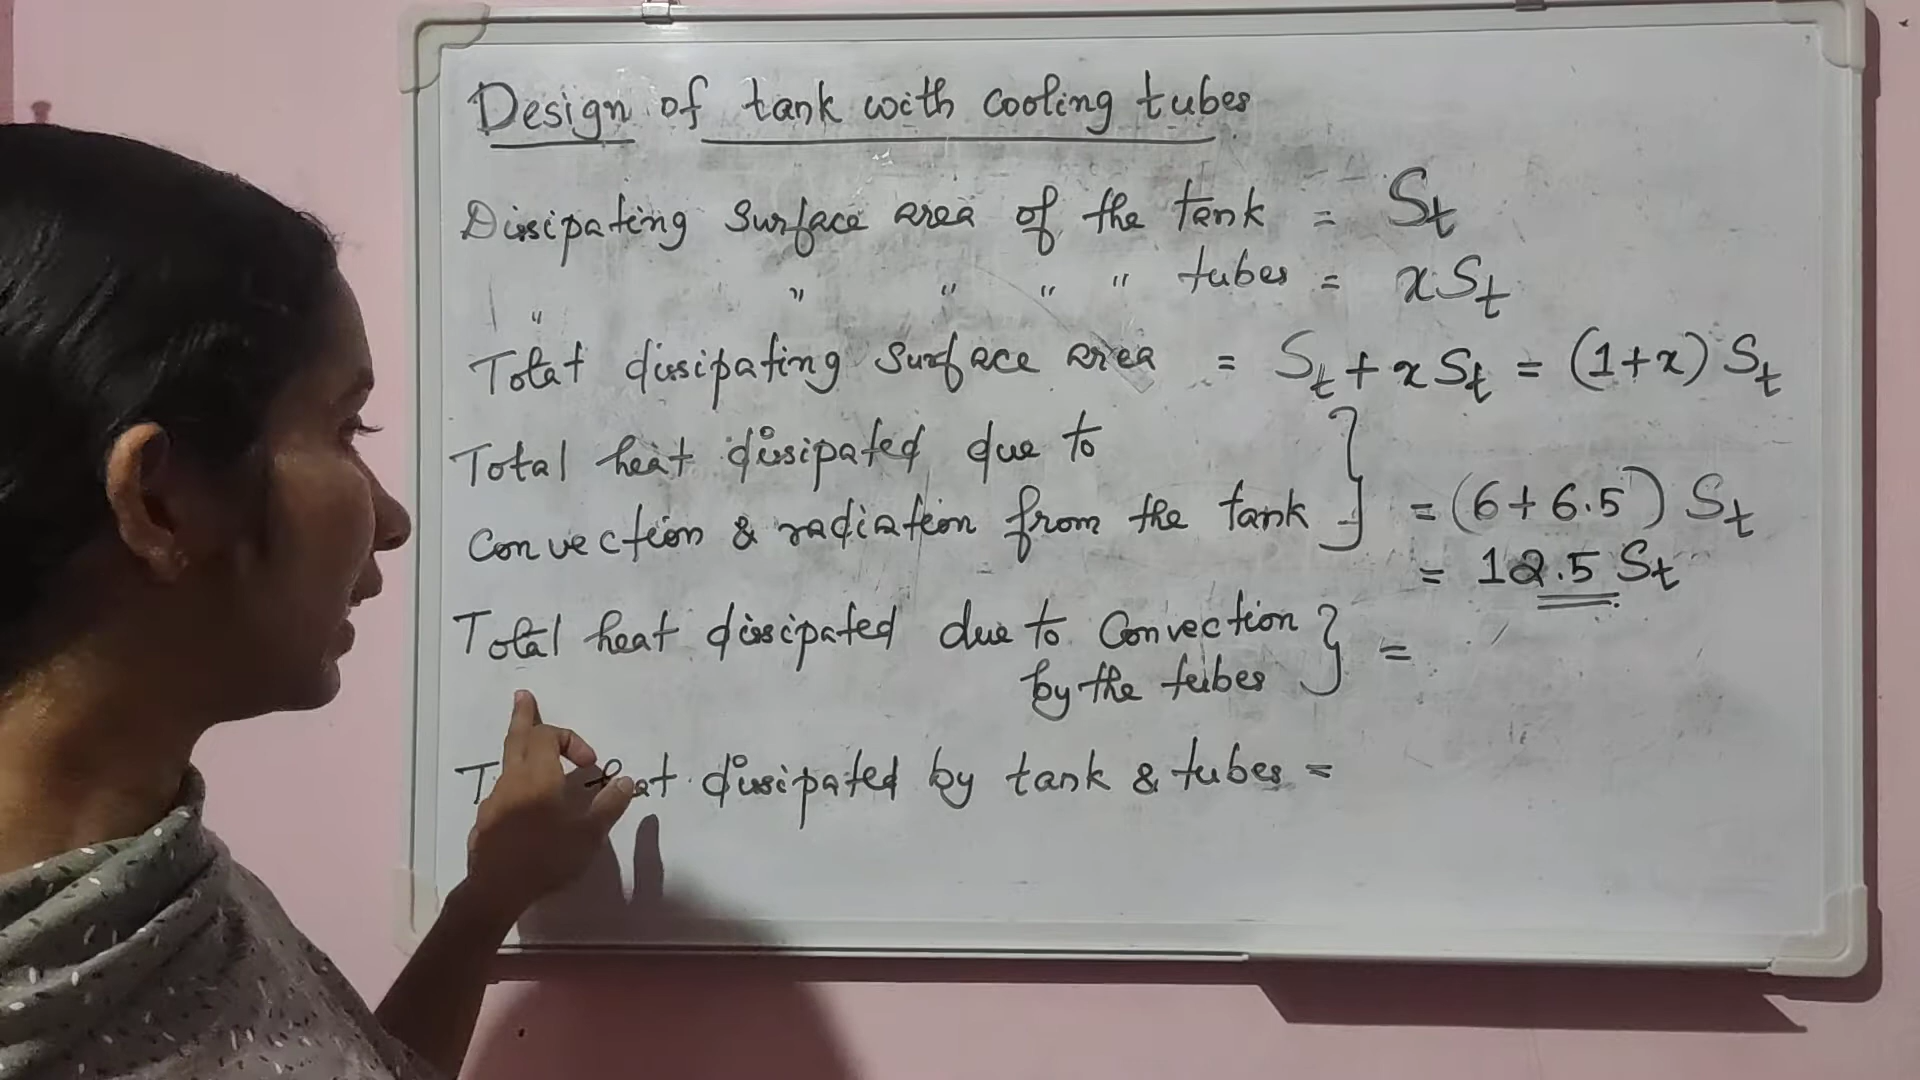 Design of tank with cooling tubes
Dissipating surface area of the tank = St
" " " " " tubes = xSt
Total dissipating surface area = St + xSt = (1+x) St
Total heat dissipated due to
Convection & radiation from the tank } = (6+6.5) St
= 12.5 St
Total heat dissipated due to Convection
by the tubes } =
heat dissipated by tank & tubes =